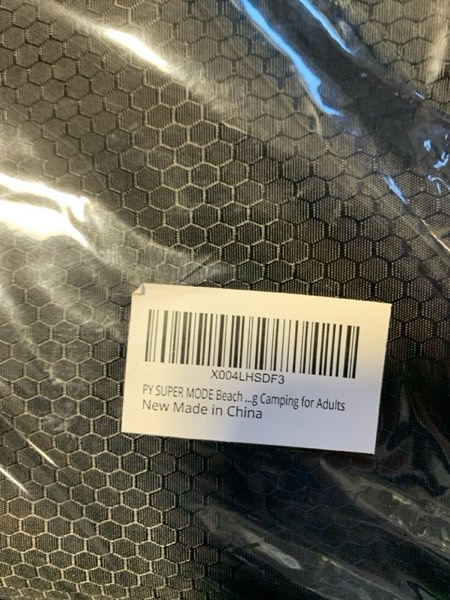 X004LHSDF3
PY SUPER MODE Beach ...g Camping for Adults
New Made in China